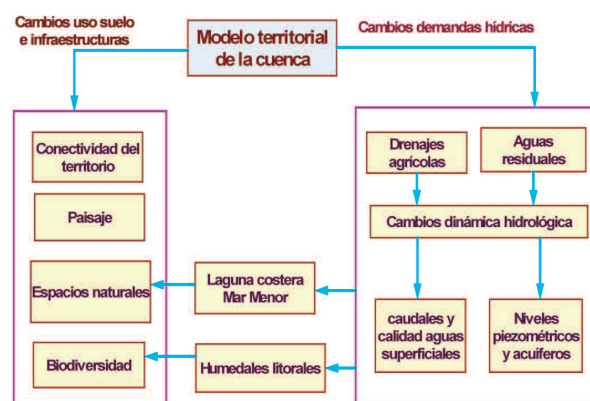 Cambios uso suelo
e infraestructuras
Modelo territorial
de la cuenca
Cambios demandas hídricas
Conectividad del
territorio
Paisaje
Espacios naturales
Biodiversidad
Laguna costera
Mar Menor
Humedales litorales
Drenajes
agrícolas
Aguas
residuales
Cambios dinámica hidrológica
caudales y
calidad aguas
superficiales
Niveles
piezométricos
y acuíferos